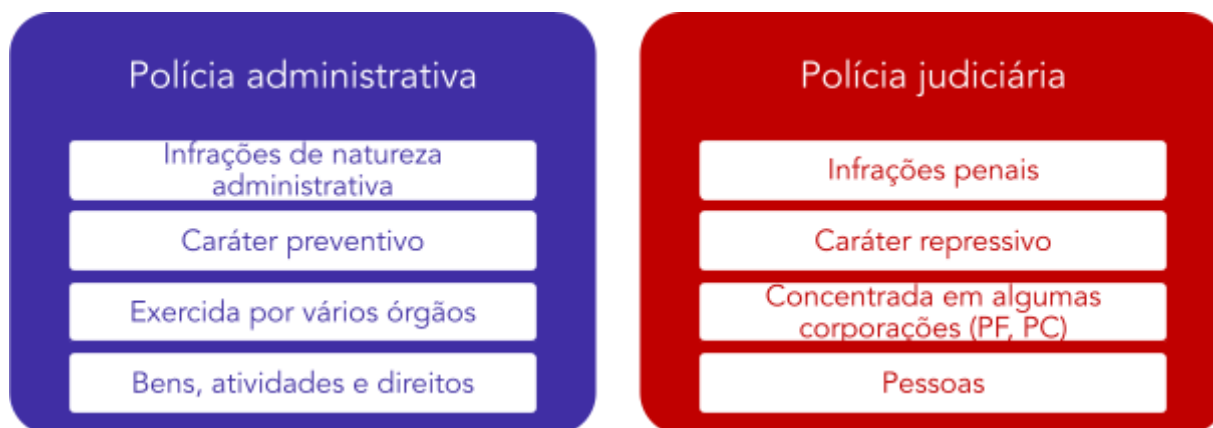 Polícia administrativa
Infrações de natureza
administrativa
Caráter preventivo
Exercida por vários órgãos
Bens, atividades e direitos
Polícia judiciária
Infrações penais
Caráter repressivo
Concentrada em algumas
corporações (PF, PC)
Pessoas